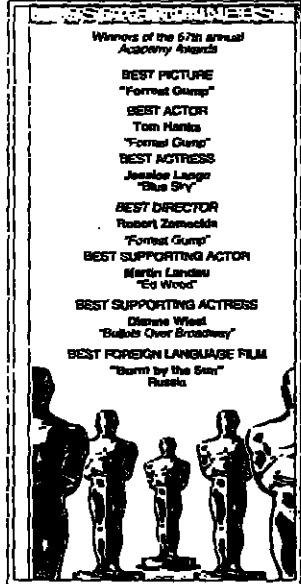 Winners of the 67th annual
Academy Awards
BEST PICTURE
"Forrest Gump"
BEST ACTOR
Tom Hanks
"Forrest Gump"
BEST ACTRESS
Jessica Lange
"Blue Sky"
BEST DIRECTOR
Robert Zemeckis
"Forrest Gump"
BEST SUPPORTING ACTOR
Martin Landau
"Ed Wood"
BEST SUPPORTING ACTRESS
Dianne Wiest
"Bullets Over Broadway"
BEST FOREIGN LANGUAGE FILM
"Burnt by the Sun"
Russia